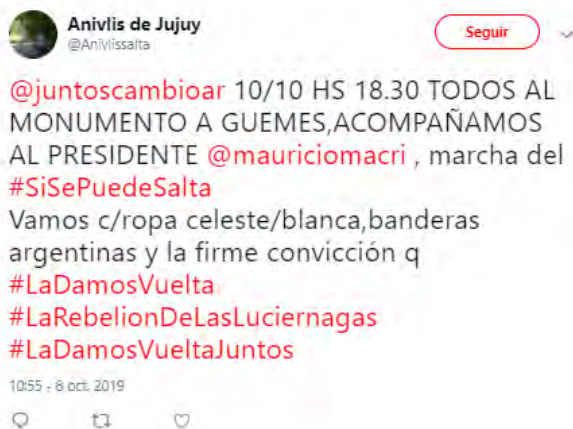 Anivlis de Jujuy
@Anivlissalta
Seguir
@juntoscambioar 10/10 HS 18.30 TODOS AL
MONUMENTO A GUEMES,ACOMPAÑAMOS
AL PRESIDENTE @mauriciomacri , marcha del
#SiSePuedeSalta
Vamos c/ropa celeste/blanca,banderas
argentinas y la firme convicción q
#LaDamosVuelta
#LaRebelionDeLasLuciernagas
#LaDamosVueltaJuntos
10:55 - 8 oct. 2019